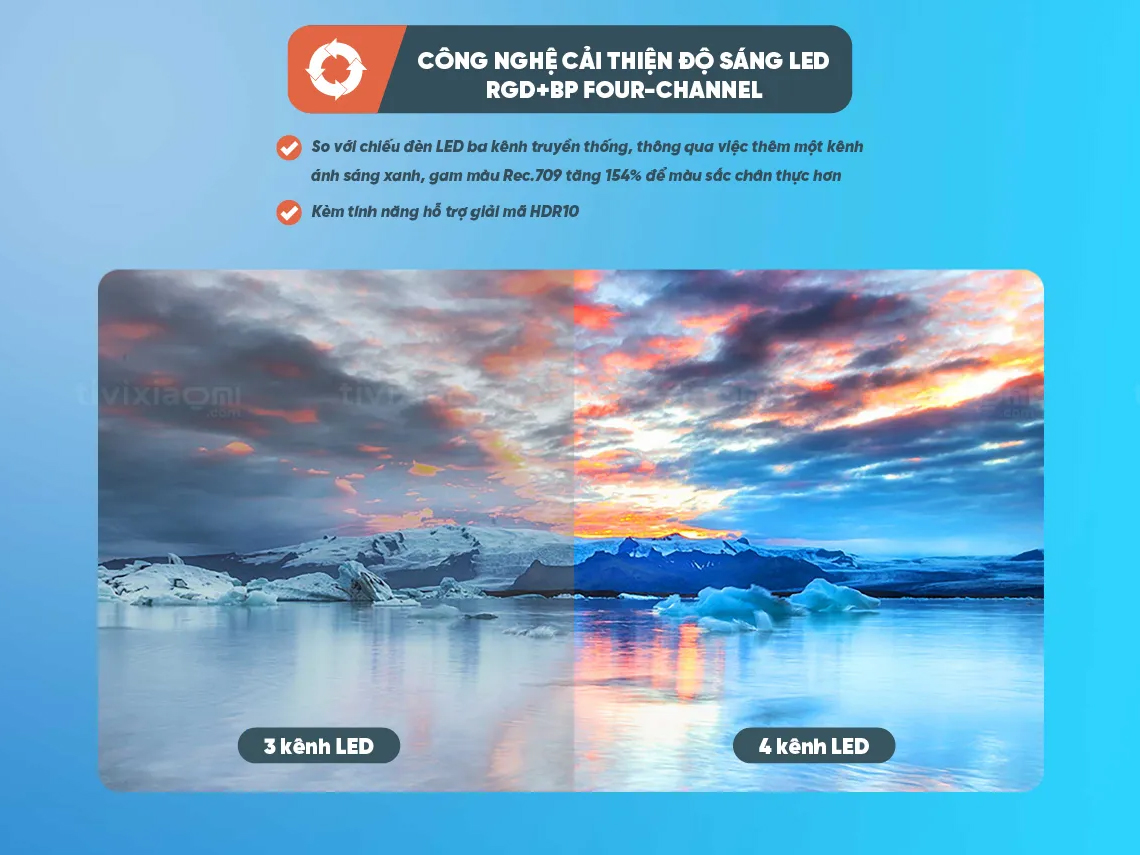 CÔNG NGHỆ CẢI THIỆN ĐỘ SÁNG LED
RGD+BP FOUR-CHANNEL
So với chiếu đèn LED ba kênh truyền thống, thông qua việc thêm một kênh
ánh sáng xanh, gam màu Rec.709 tăng 154% để màu sắc chân thực hơn
Kèm tính năng hỗ trợ giải mã HDR10
tivixiaomi
.com
3 kênh LED
4 kênh LED